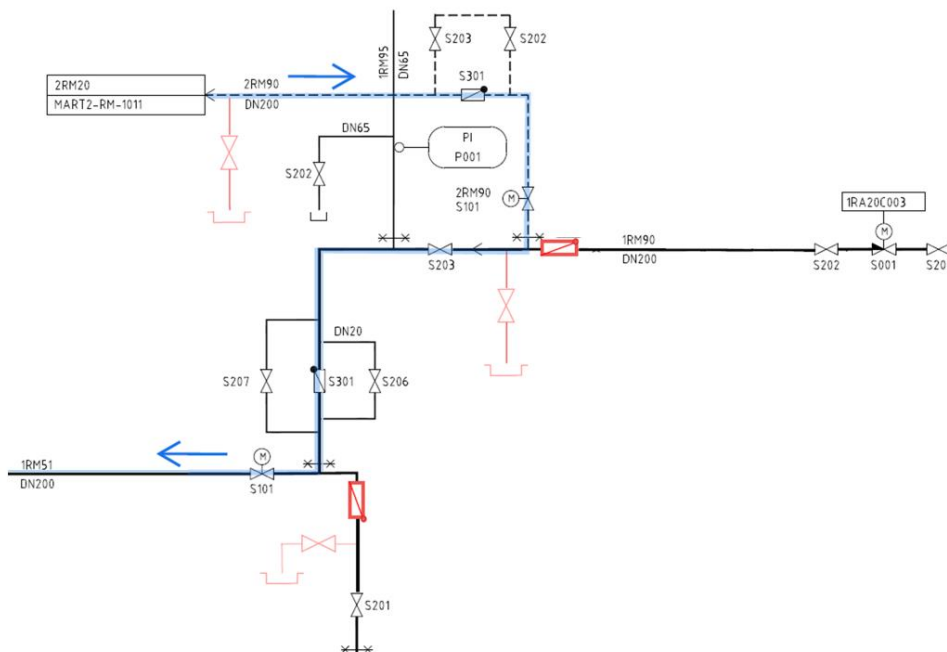 S203
S202
1RM95
DN65
2RM20
MART2-RM-1011
2RM90
DN200
S301
DN65
PI
P001
S202
2RM90
S101
M
1RA20C003
M
1RM90
DN200
S203
S202
S001
S20
DN20
S207
S301
S206
1RM51
DN200
M
S101
S201